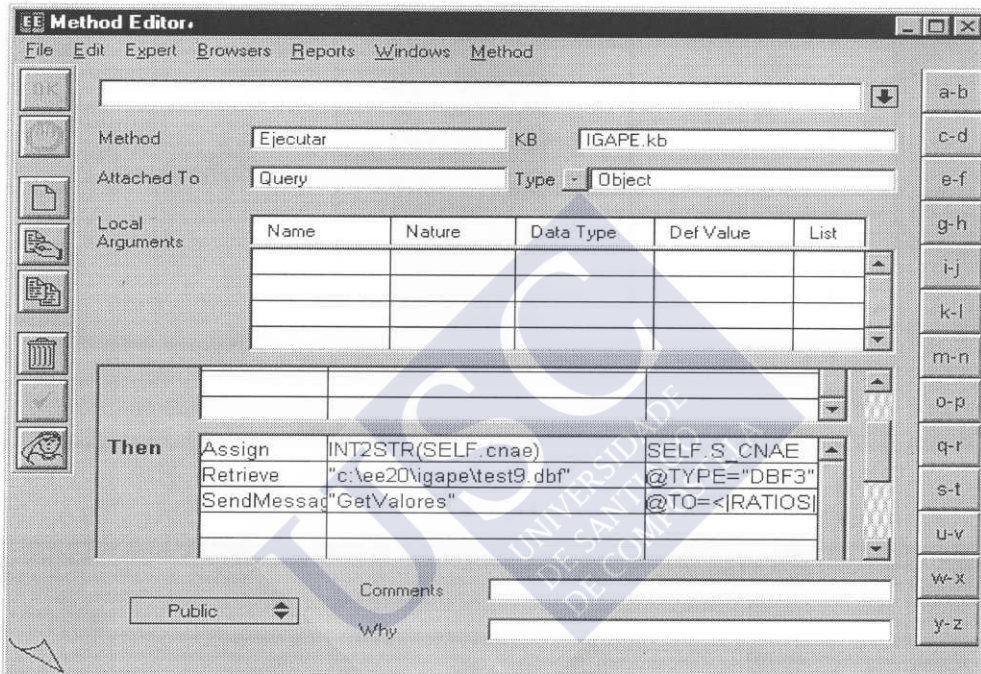 EE Method Editor.
File Edit Expert Browsers Reports Windows Method
OK
Method Ejecutar KB IGAPE.kb
Attached To Query Type Object
Local Arguments
Name Nature Data Type Def Value List
Then
Assign INT2STR(SELF.cnae) SELF.S_CNAE
Retrieve "c:\ee20\igape\test9.dbf" @TYPE="DBF3"
SendMessag "GetValores" @TO=<|RATIOS|
Public
Comments
Why
a-b
c-d
e-f
g-h
i-j
k-l
m-n
o-p
q-r
s-t
u-v
w-x
y-z
USC
UNIVERSIDADE
DE SANTIAGO
DE COMPOSTELA